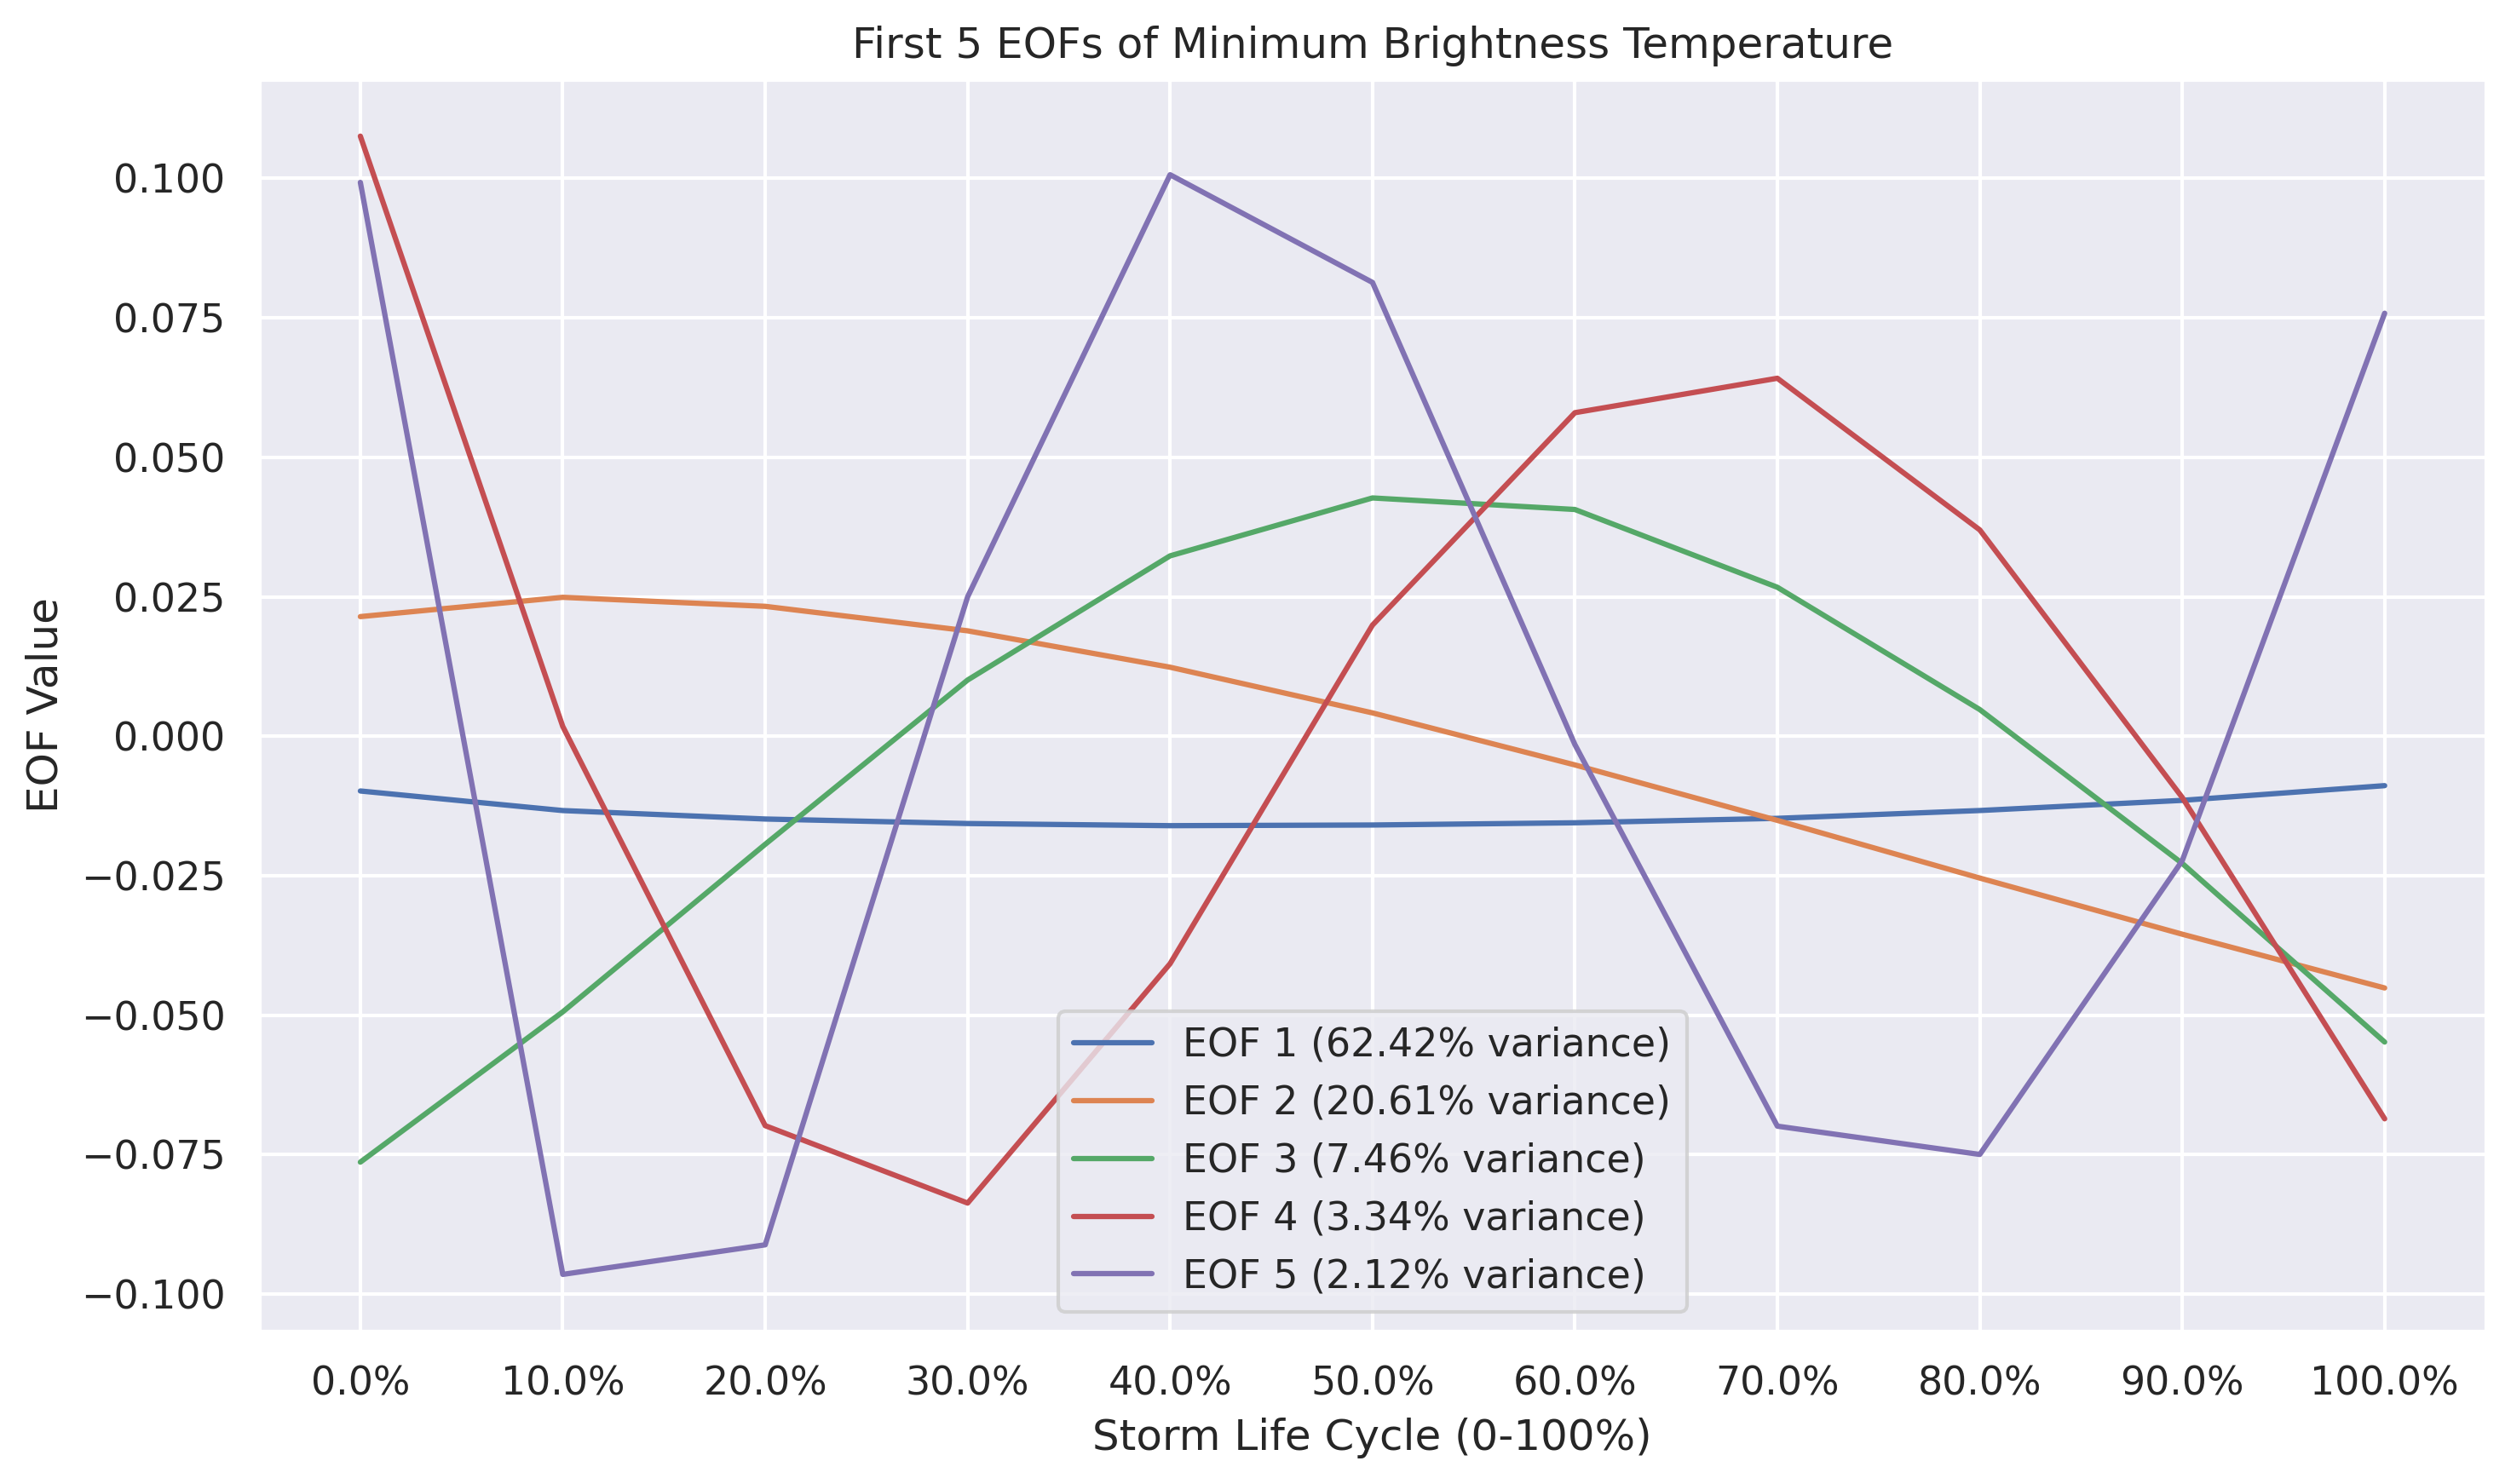 First 5 EOFs of Minimum Brightness Temperature
EOF Value
0.100
0.075
0.050
0.025
0.000
−0.025
−0.050
−0.075
−0.100
EOF 1 (62.42% variance)
EOF 2 (20.61% variance)
EOF 3 (7.46% variance)
EOF 4 (3.34% variance)
EOF 5 (2.12% variance)
0.0% 10.0% 20.0% 30.0% 40.0% 50.0% 60.0% 70.0% 80.0% 90.0% 100.0%
Storm Life Cycle (0-100%)